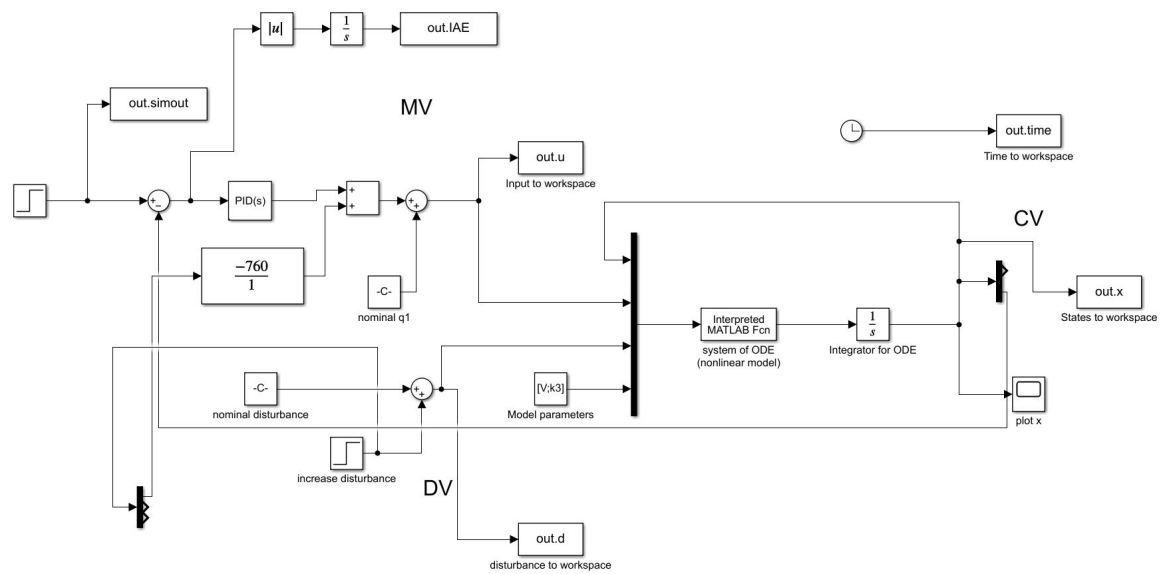 |u|
1
s
out.IAE
out.simout
MV
out.time
Time to workspace
out.u
Input to workspace
+
−
PID(s)
+
+
+
+
CV
−760
1
-C-
nominal q1
Interpreted
MATLAB Fcn
system of ODE
(nonlinear model)
1
s
Integrator for ODE
out.x
States to workspace
-C-
nominal disturbance
+
+
[V;k3]
Model parameters
plot x
increase disturbance
DV
out.d
disturbance to workspace